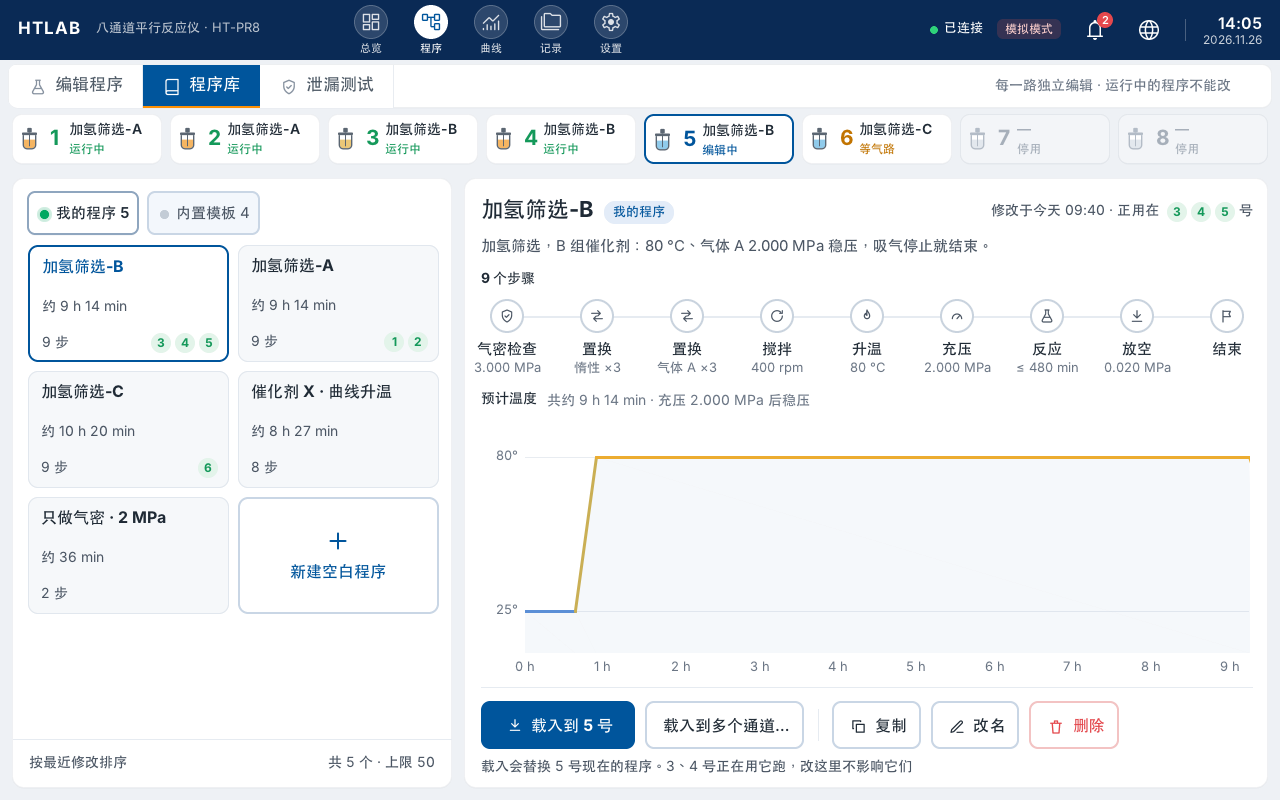 HTLAB 八通道平行反应仪 · HT-PR8
总览 程序 曲线 记录 设置
已连接 模拟模式 2 14:05
2026.11.26
编辑程序 程序库 泄漏测试 每一路独立编辑 · 运行中的程序不能改
1 加氢筛选-A 运行中
2 加氢筛选-A 运行中
3 加氢筛选-B 运行中
4 加氢筛选-B 运行中
5 加氢筛选-B 编辑中
6 加氢筛选-C 等气路
7 — 停用
8 — 停用
我的程序 5 内置模板 4
加氢筛选-B
约 9 h 14 min
9 步 3 4 5
加氢筛选-A
约 9 h 14 min
9 步 1 2
加氢筛选-C
约 10 h 20 min
9 步 6
催化剂 X · 曲线升温
约 8 h 27 min
8 步
只做气密 · 2 MPa
约 36 min
2 步
新建空白程序
按最近修改排序 共 5 个 · 上限 50
加氢筛选-B 我的程序 修改于今天 09:40 · 正用在 3 4 5 号
加氢筛选，B 组催化剂：80 °C、气体 A 2.000 MPa 稳压，吸气停止就结束。
9 个步骤
气密检查 置换 置换 搅拌 升温 充压 反应 放空 结束
3.000 MPa 惰性 ×3 气体 A ×3 400 rpm 80 °C 2.000 MPa ≤ 480 min 0.020 MPa
预计温度 共约 9 h 14 min · 充压 2.000 MPa 后稳压
80°
25°
0 h 1 h 2 h 3 h 4 h 5 h 6 h 7 h 8 h 9 h
载入到 5 号 载入到多个通道... 复制 改名 删除
载入会替换 5 号现在的程序。3、4 号正在用它跑，改这里不影响它们